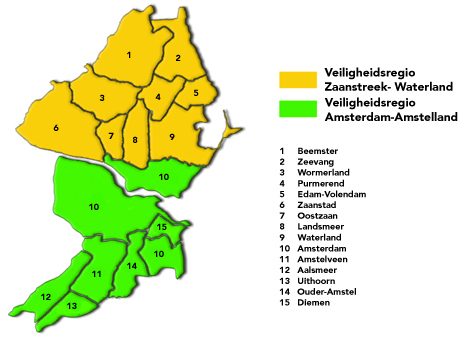 1
2
3
4
5
6
7
8
9
10
10
15
10
11
14
12
13
Veiligheidsregio
Zaanstreek- Waterland
Veiligheidsregio
Amsterdam-Amstelland
1 Beemster
2 Zeevang
3 Wormerland
4 Purmerend
5 Edam-Volendam
6 Zaanstad
7 Oostzaan
8 Landsmeer
9 Waterland
10 Amsterdam
11 Amstelveen
12 Aalsmeer
13 Uithoorn
14 Ouder-Amstel
15 Diemen